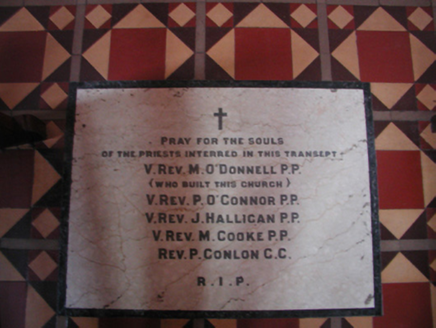 PRAY FOR THE SOULS
OF THE PRIESTS INTERRED IN THIS TRANSEPT
V. REV. M. O'DONNELL P.P.
(WHO BUILT THIS CHURCH)
V. REV. P. O'CONNOR P.P.
V. REV. J. HALLIGAN P.P.
V. REV. M. COOKE P.P.
REV. P. CONLON C.C.
R.I.P.